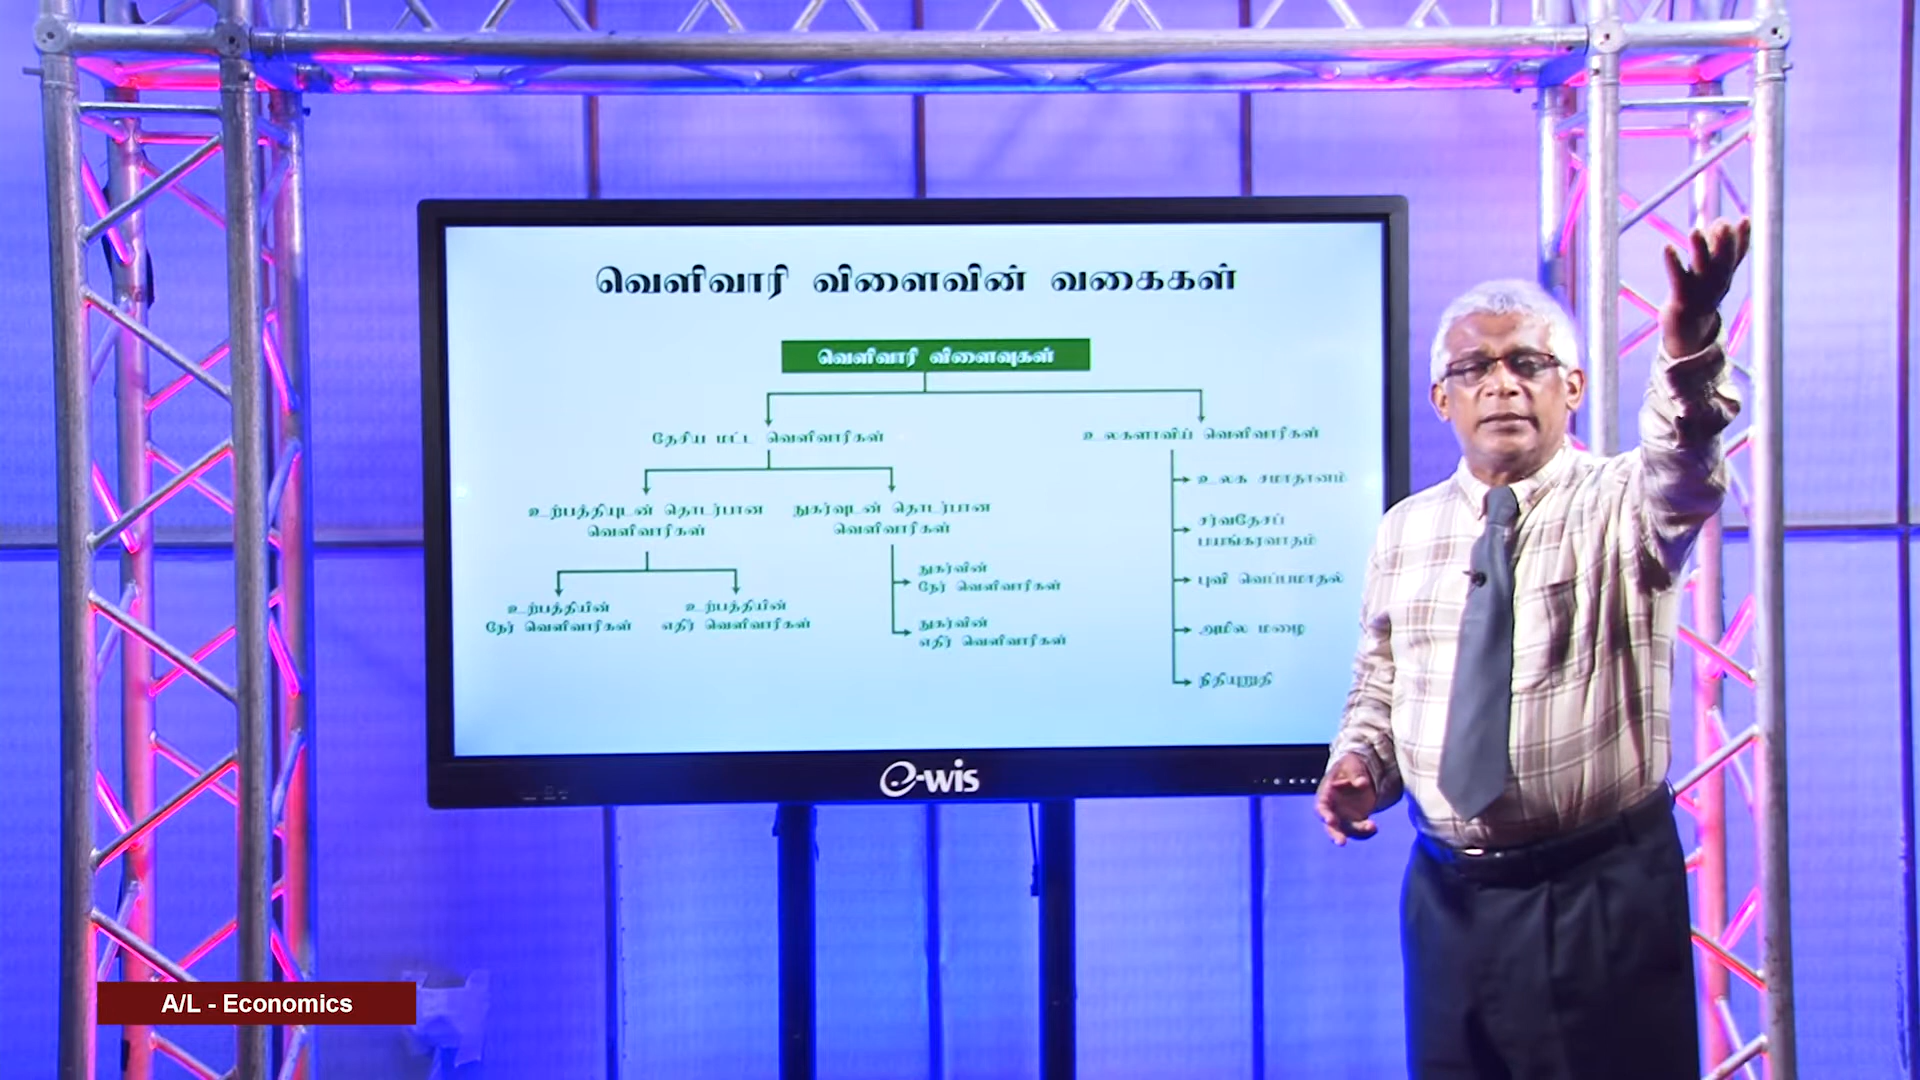 வெளிவாரி விளைவின் வகைகள்
வெளிவாரி விளைவுகள்
தேசிய மட்ட வெளிவாரிகள்
உலகளாவிய் வெளிவாரிகள்
உற்பத்தியுடன் தொடர்பான
வெளிவாரிகள்
நுகர்வுடன் தொடர்பான
வெளிவாரிகள்
உற்பத்தியின்
நேர் வெளிவாரிகள்
உற்பத்தியின்
எதிர் வெளிவாரிகள்
நுகர்வின்
நேர் வெளிவாரிகள்
நுகர்வின்
எதிர் வெளிவாரிகள்
உலக சமாதானம்
சர்வதேசப்
பயங்கரவாதம்
புவி வெப்பமாதல்
அமில மழை
நிதியுறுதி
e-wis
A/L - Economics